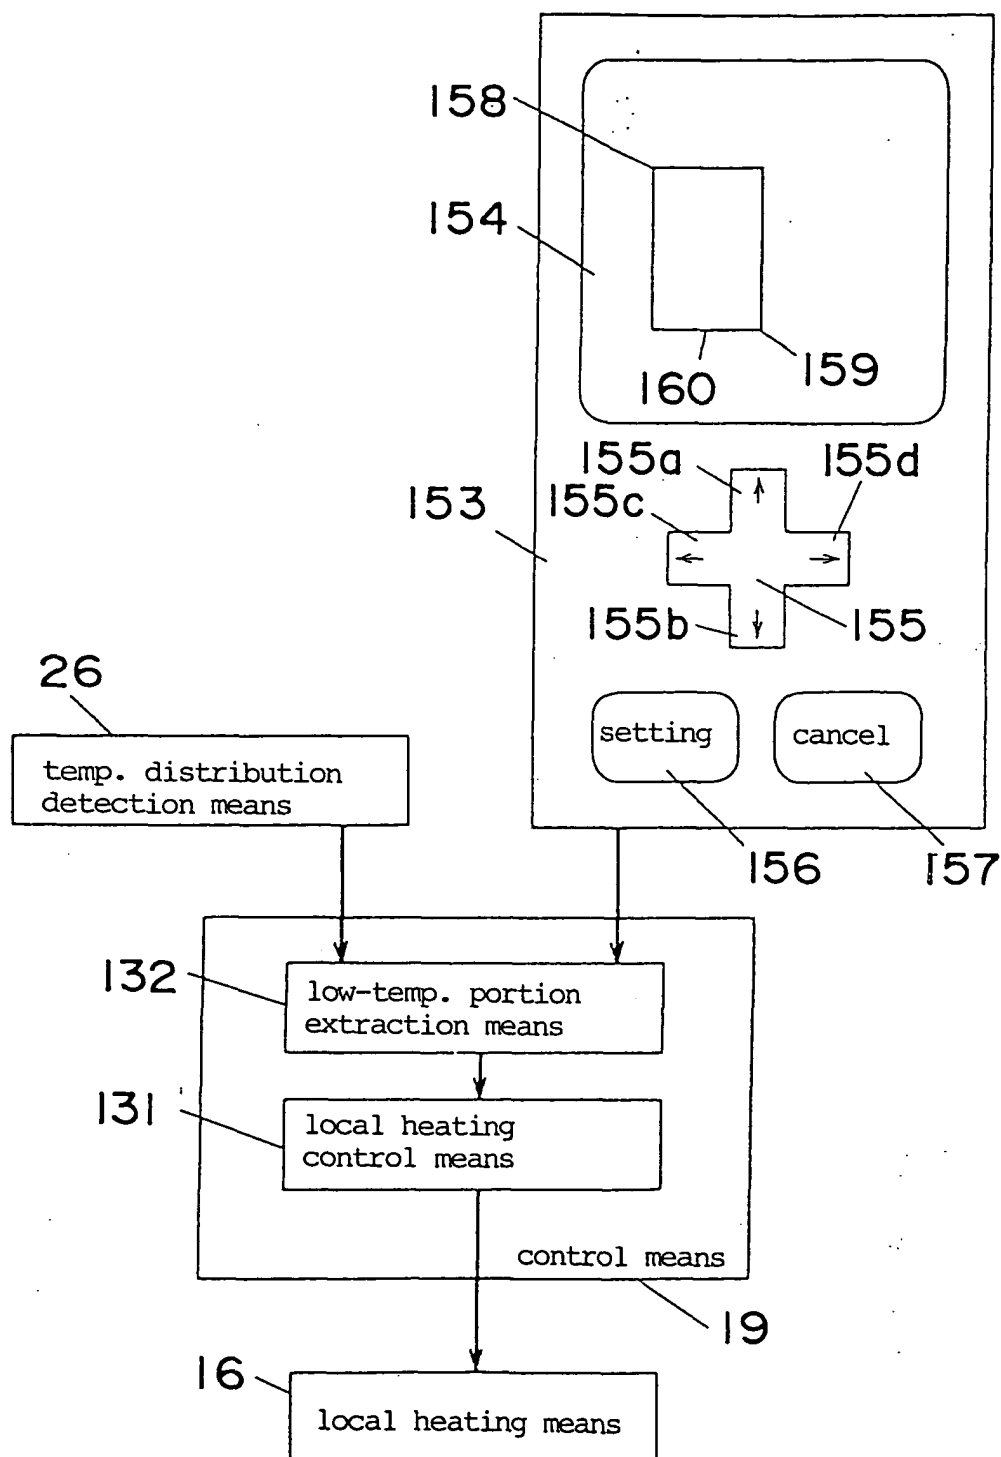 158
154
159
160
155a
155d
155c
153
155b
155
26
setting
cancel
temp. distribution
detection means
156
157
132
low-temp. portion
extraction means
131
local heating
control means
control means
19
16
local heating means